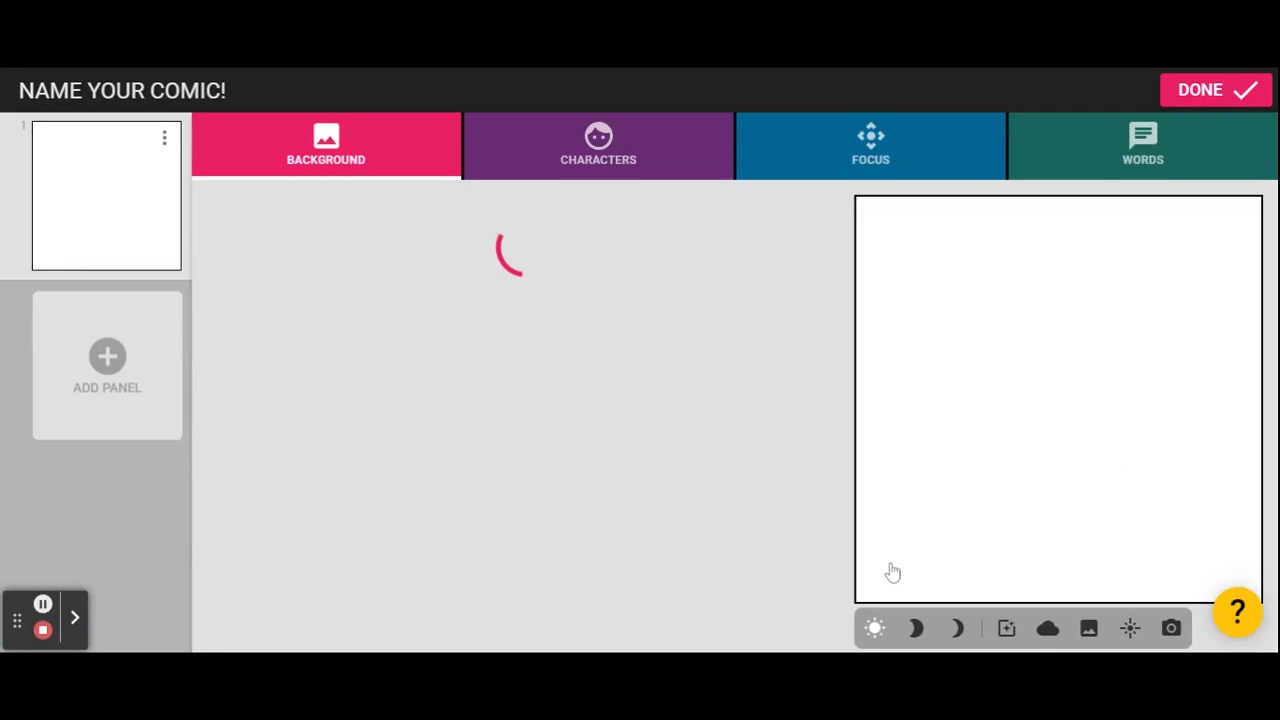 NAME YOUR COMIC!
DONE
1
BACKGROUND
CHARACTERS
FOCUS
WORDS
ADD PANEL
?